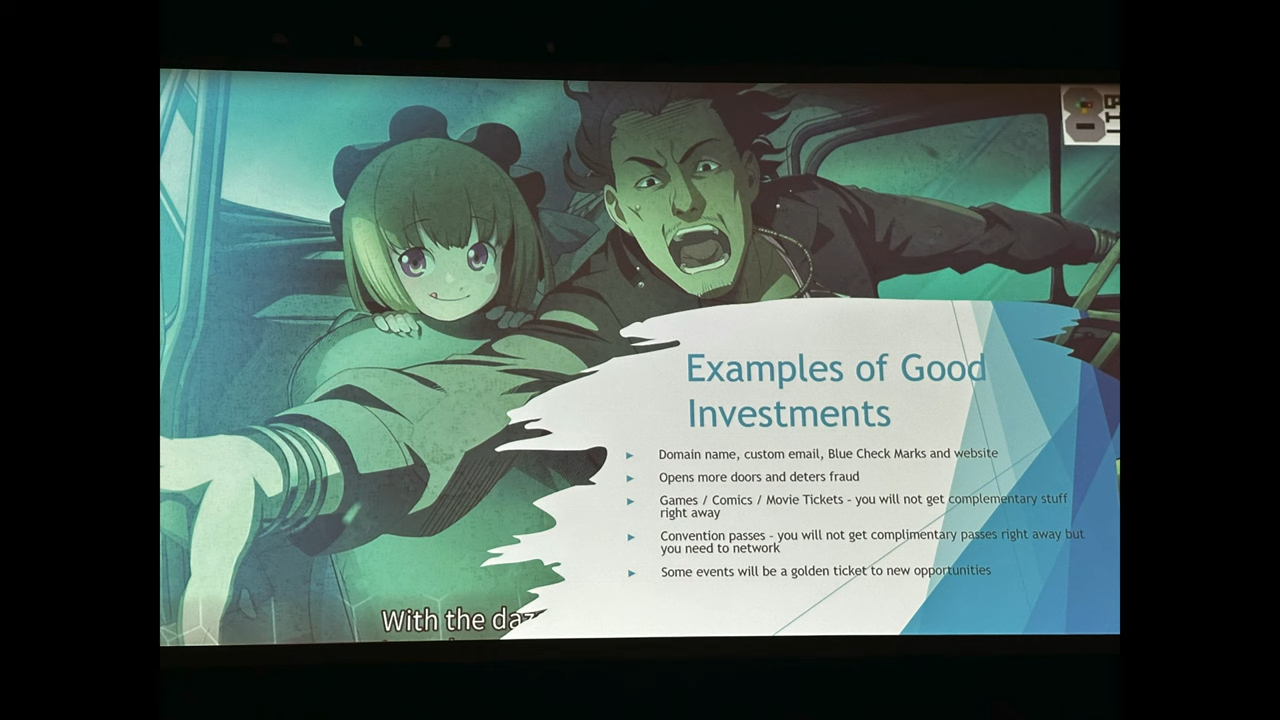 Examples of Good
Investments
Domain name, custom email, Blue Check Marks and website
Opens more doors and deters fraud
Games / Comics / Movie Tickets - you will not get complementary stuff
right away
Convention passes - you will not get complimentary passes right away but
you need to network
Some events will be a golden ticket to new opportunities
With the